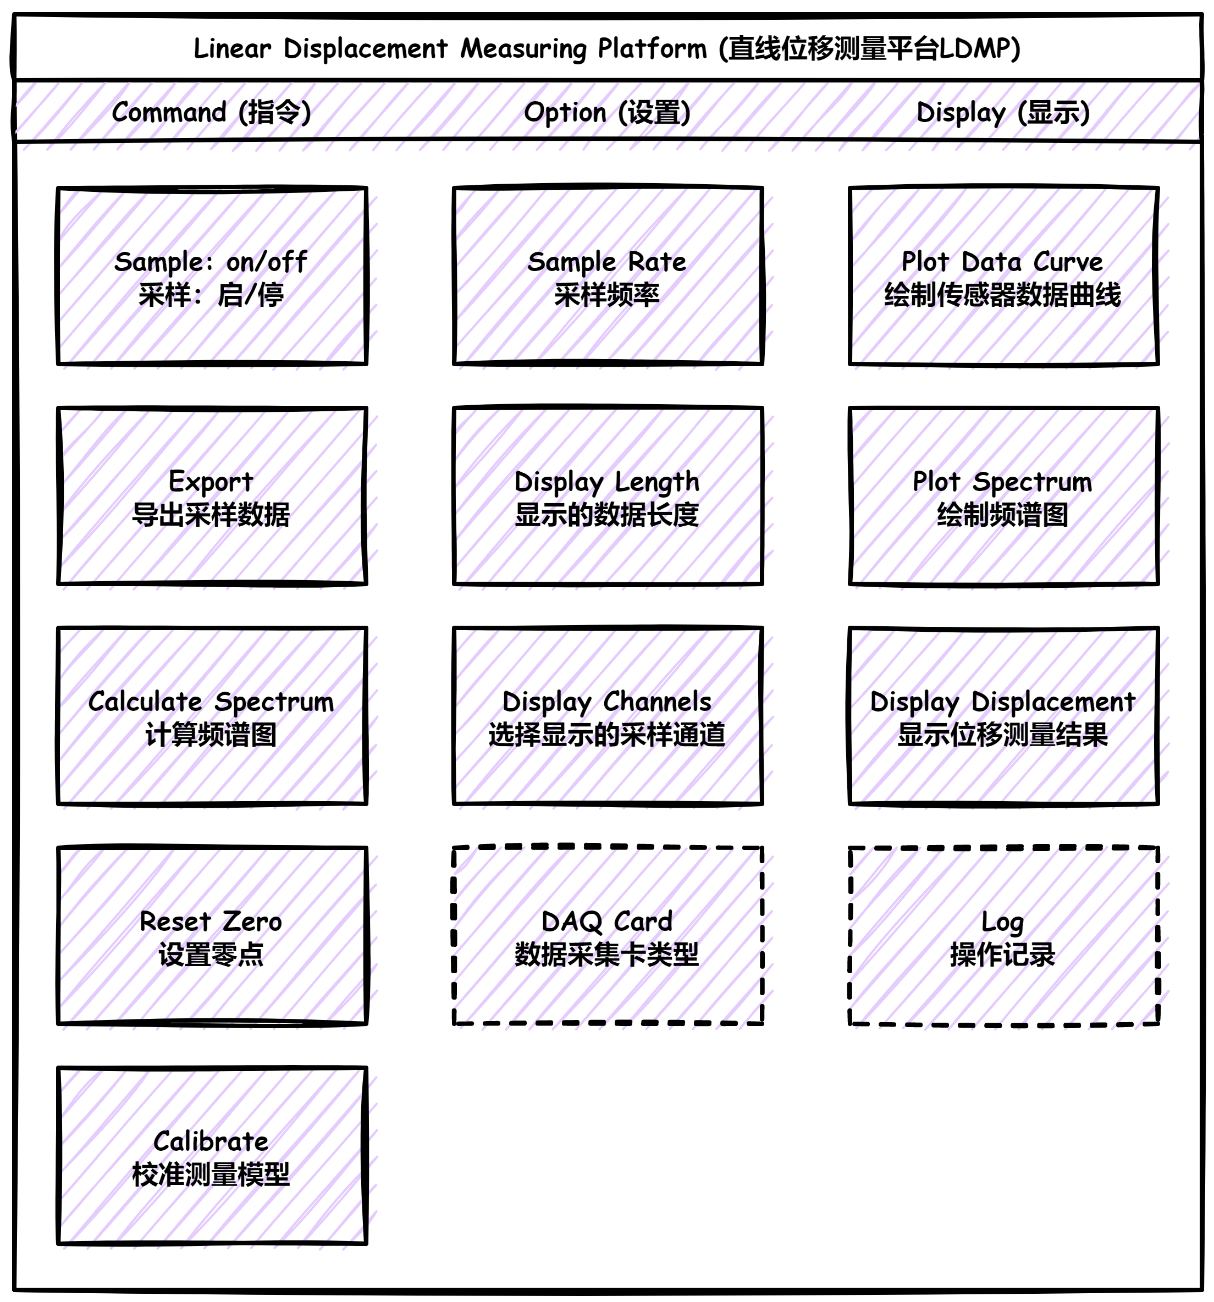 Linear Displacement Measuring Platform (直线位移测量平台LDMP)
Command (指令)
Option (设置)
Display (显示)
Sample: on/off
采样：启/停
Sample Rate
采样频率
Plot Data Curve
绘制传感器数据曲线
Export
导出采样数据
Display Length
显示的数据长度
Plot Spectrum
绘制频谱图
Calculate Spectrum
计算频谱图
Display Channels
选择显示的采样通道
Display Displacement
显示位移测量结果
Reset Zero
设置零点
DAQ Card
数据采集卡类型
Log
操作记录
Calibrate
校准测量模型